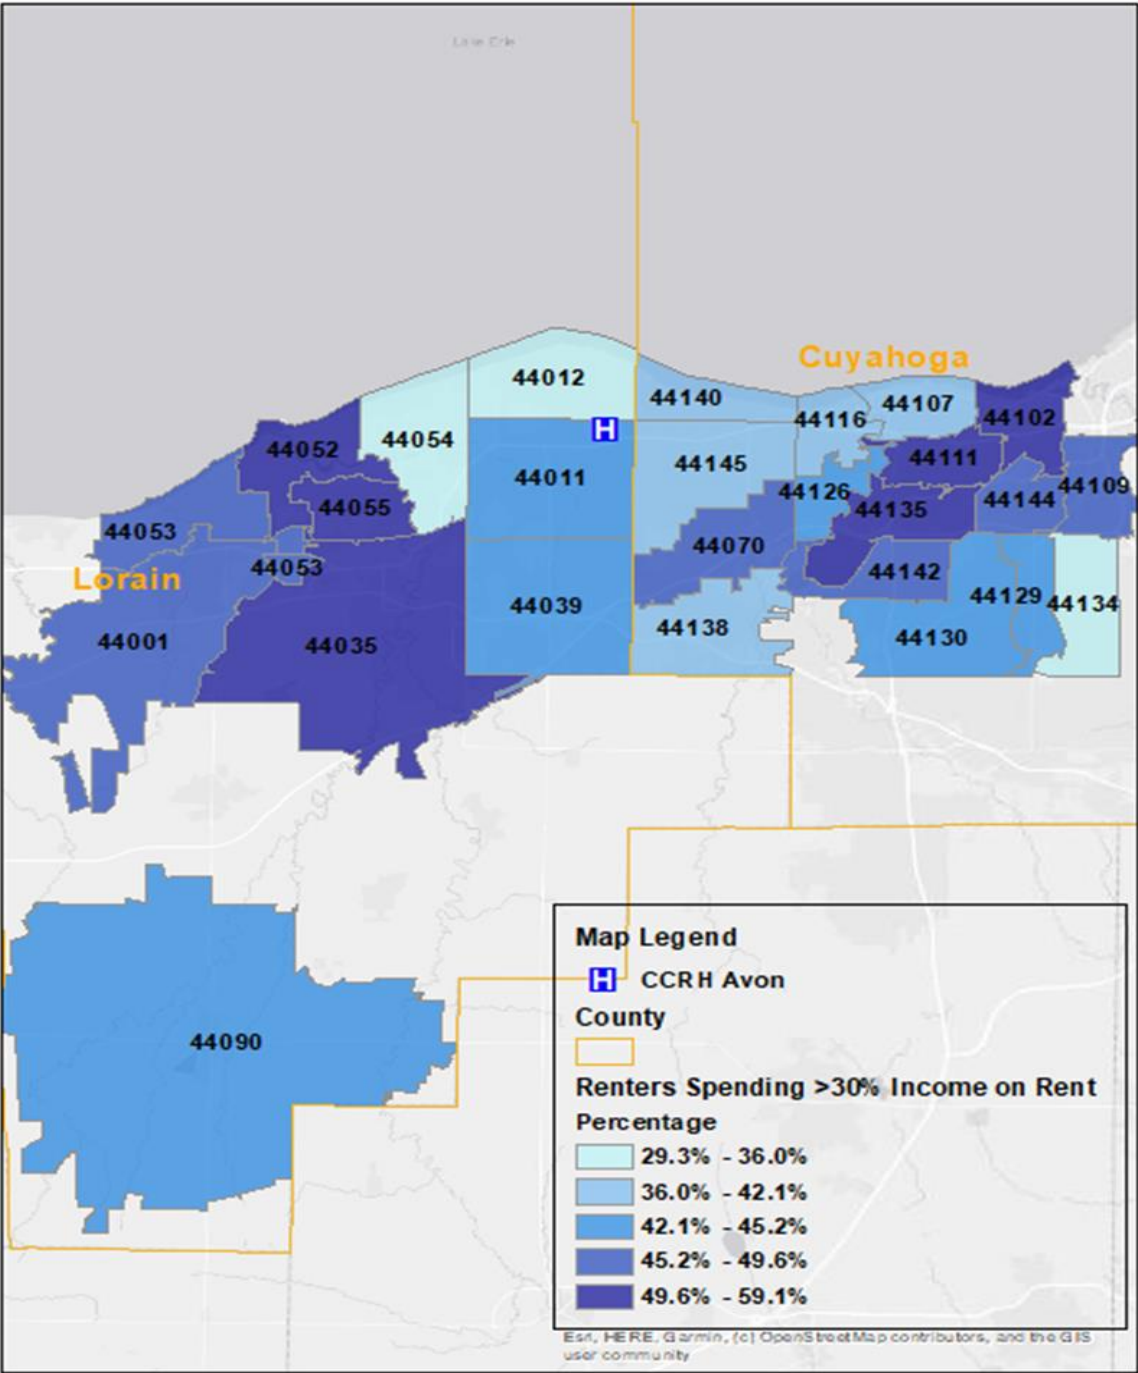 Lake Erie
Cuyahoga
44012
44140
44107
44116
44102
44052
44054
44011
44145
44111
44126
44109
44055
44135
44144
44053
44070
44053
44142
44129
44134
Lorain
44039
44138
44130
44001
44035
44090
Map Legend
H CCRH Avon
County
Renters Spending >30% Income on Rent
Percentage
29.3% - 36.0%
36.0% - 42.1%
42.1% - 45.2%
45.2% - 49.6%
49.6% - 59.1%
Esri, HERE, Garmin, (c) OpenStreetMap contributors, and the GIS
user community
H